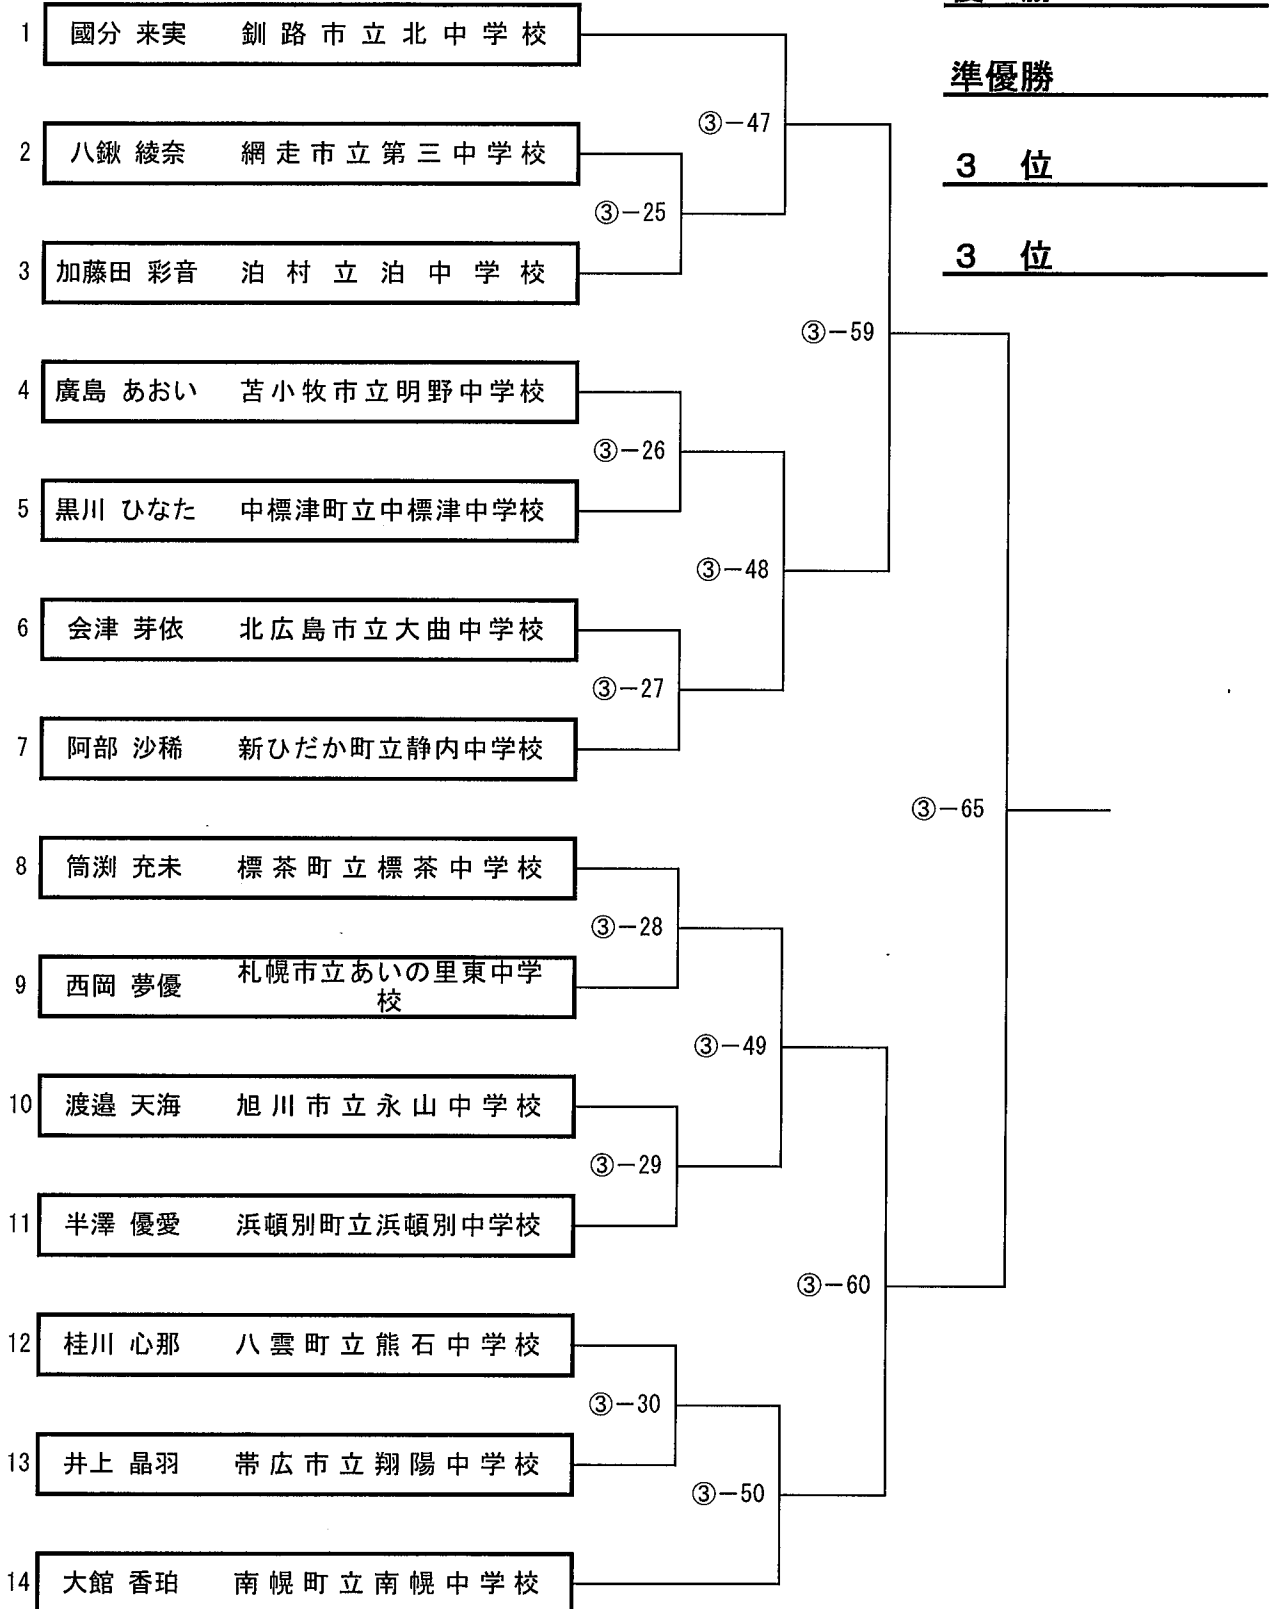 優　勝
準優勝
3　位
3　位
1 國分 来実 釧路市立北中学校
2 八鍬 綾奈 網走市立第三中学校
3 加藤田 彩音 泊村立泊中学校
4 廣島 あおい 苫小牧市立明野中学校
5 黒川 ひなた 中標津町立中標津中学校
6 会津 芽依 北広島市立大曲中学校
7 阿部 沙稀 新ひだか町立静内中学校
8 筒渕 充未 標茶町立標茶中学校
9 西岡 夢優 札幌市立あいの里東中学
校
10 渡邉 天海 旭川市立永山中学校
11 半澤 優愛 浜頓別町立浜頓別中学校
12 桂川 心那 八雲町立熊石中学校
13 井上 晶羽 帯広市立翔陽中学校
14 大館 香珀 南幌町立南幌中学校
③－25
③－26
③－27
③－28
③－29
③－30
③－47
③－48
③－49
③－50
③－59
③－60
③－65